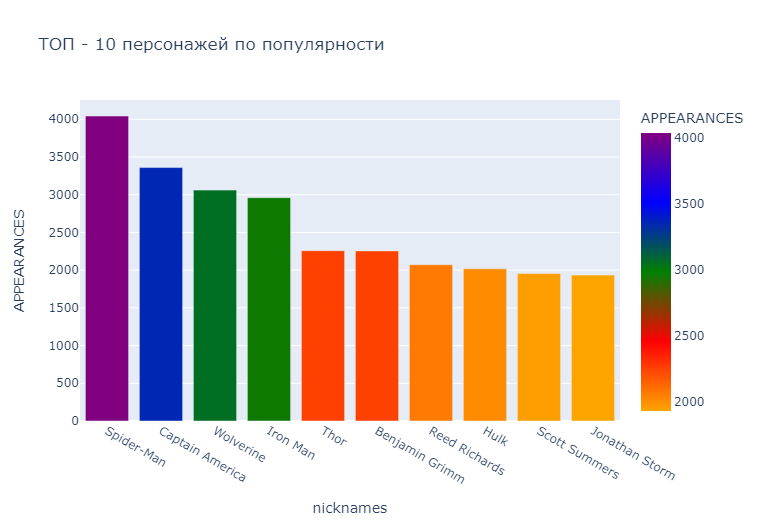 ТОП - 10 персонажей по популярности
APPEARANCES
4000
3500
3000
2500
2000
1500
1000
500
0
Spider-Man
Captain America
Wolverine
Iron Man
Thor
Benjamin Grimm
Reed Richards
Hulk
Scott Summers
Jonathan Storm
nicknames
APPEARANCES
4000
3500
3000
2500
2000